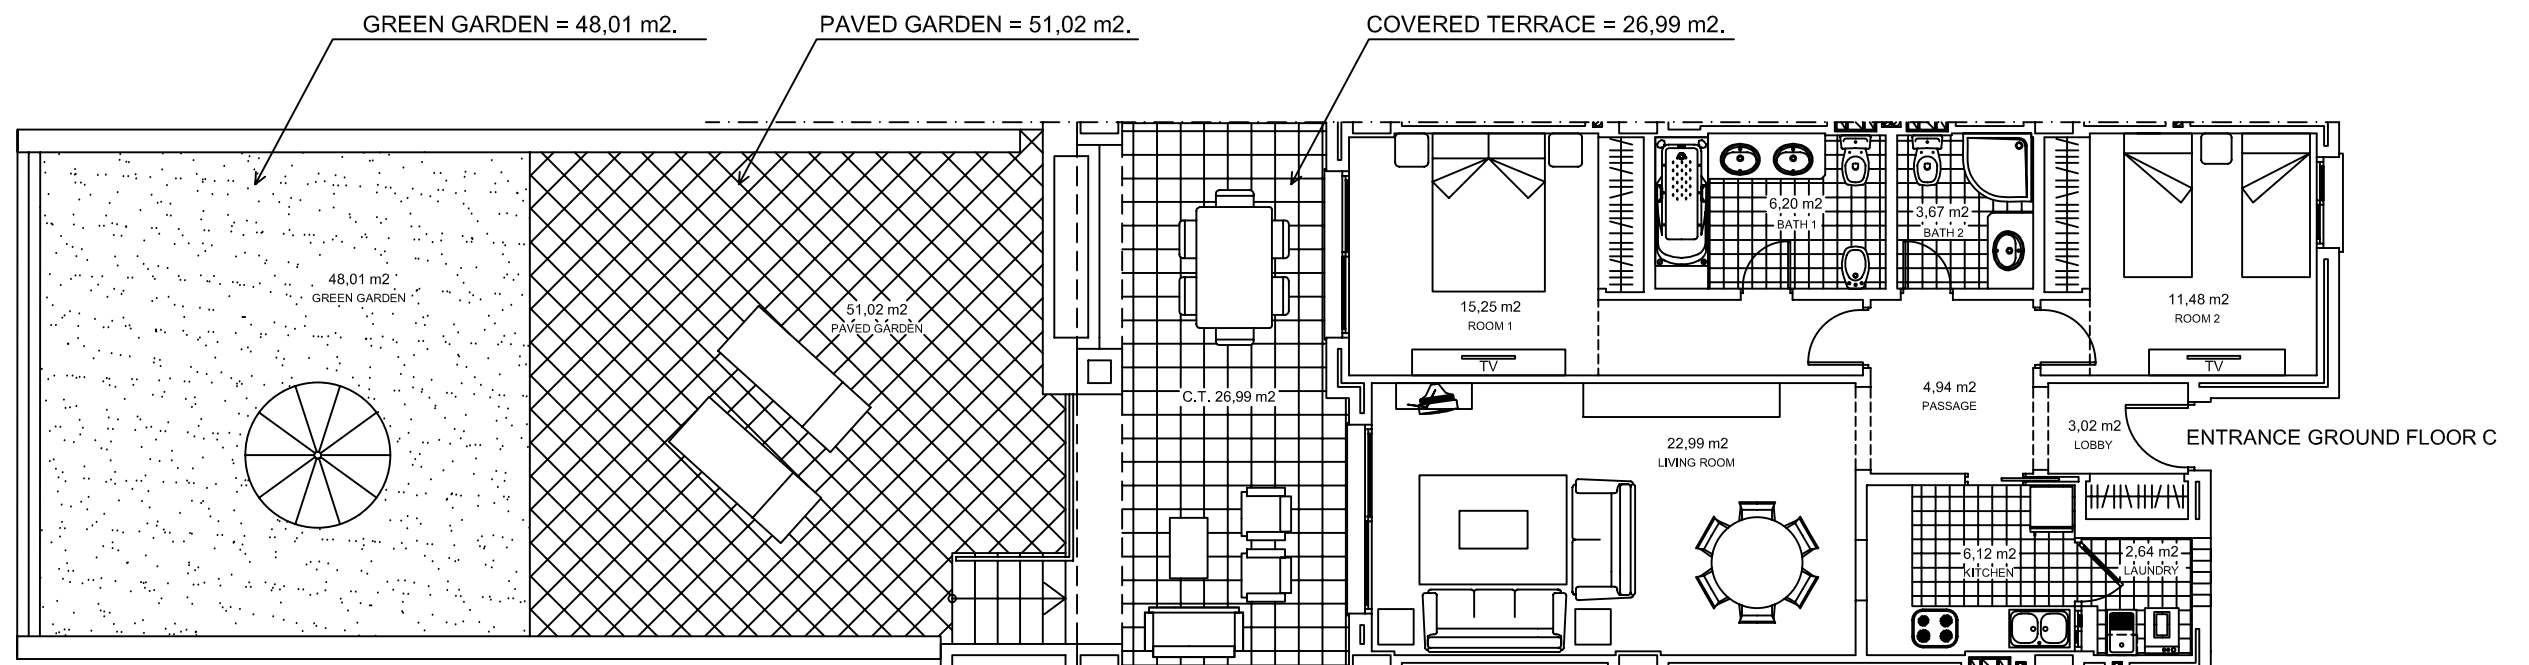 GREEN GARDEN = 48,01 m2.
PAVED GARDEN = 51,02 m2.
COVERED TERRACE = 26,99 m2.
48,01 m2
GREEN GARDEN
51,02 m2
PAVED GARDEN
C.T. 26,99 m2
15,25 m2
ROOM 1
TV
6,20 m2
BATH 1
3,67 m2
BATH 2
11,48 m2
ROOM 2
TV
4,94 m2
PASSAGE
3,02 m2
LOBBY
ENTRANCE GROUND FLOOR C
22,99 m2
LIVING ROOM
6,12 m2
KITCHEN
2,64 m2
LAUNDRY